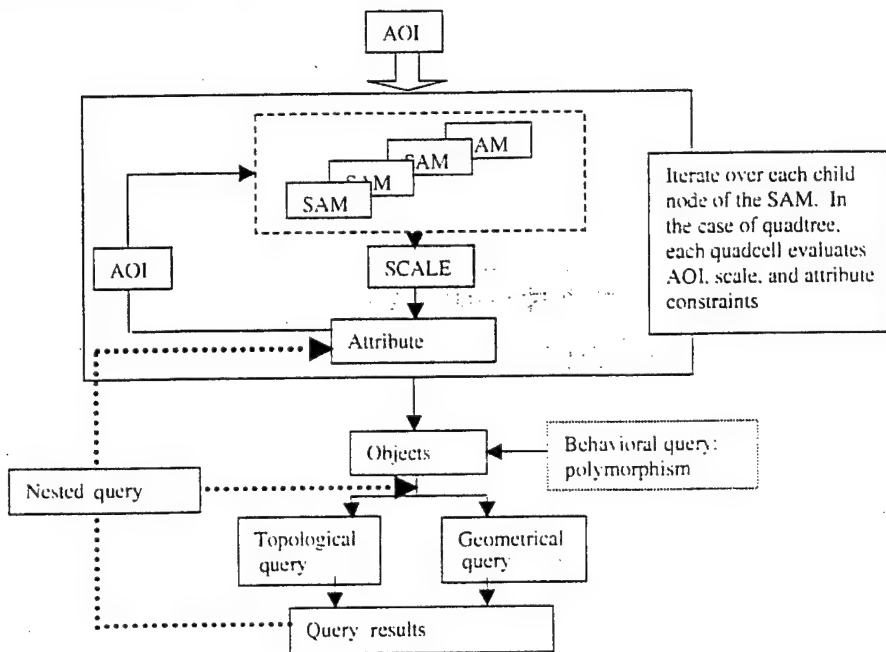 AOI
AM
SAM
SAM
SAM
Iterate over each child
node of the SAM. In
the case of quadtree,
each quadcell evaluates
AOI, scale, and attribute
constraints
AOI
SCALE
Attribute
Objects
Behavioral query:
polymorphism
Nested query
Topological
query
Geometrical
query
Query results